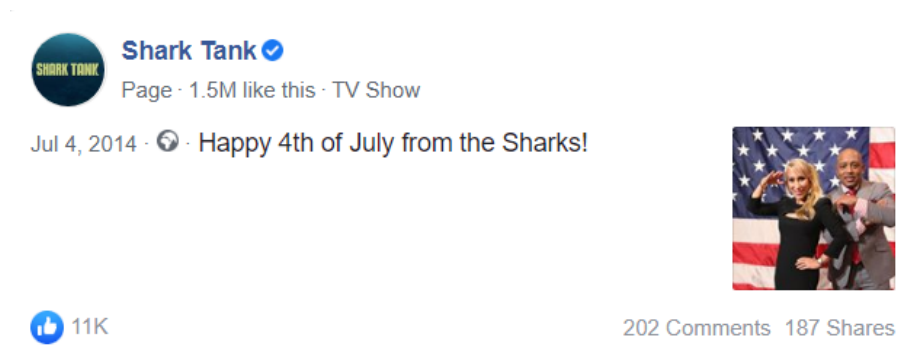 SHARK TANK
Shark Tank
Page · 1.5M like this · TV Show
Jul 4, 2014 · · Happy 4th of July from the Sharks!
11K
202 Comments 187 Shares